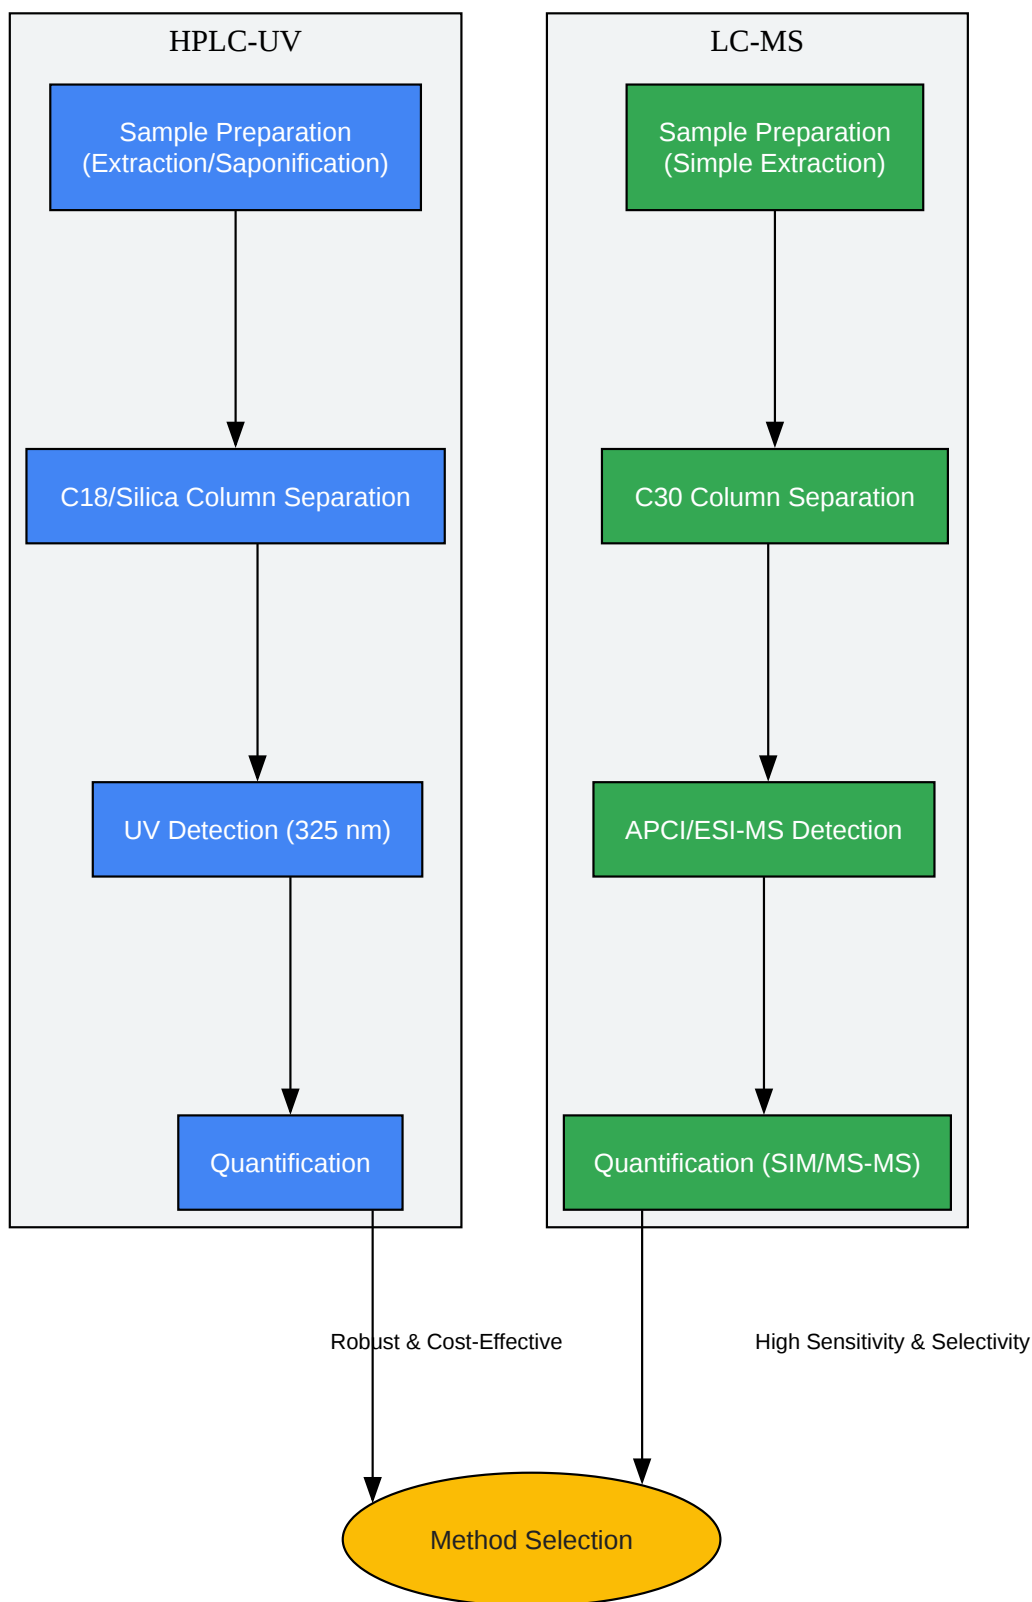 HPLC-UV
Sample Preparation
(Extraction/Saponification)
C18/Silica Column Separation
UV Detection (325 nm)
Quantification
LC-MS
Sample Preparation
(Simple Extraction)
C30 Column Separation
APCI/ESI-MS Detection
Quantification (SIM/MS-MS)
Robust & Cost-Effective
High Sensitivity & Selectivity
Method Selection